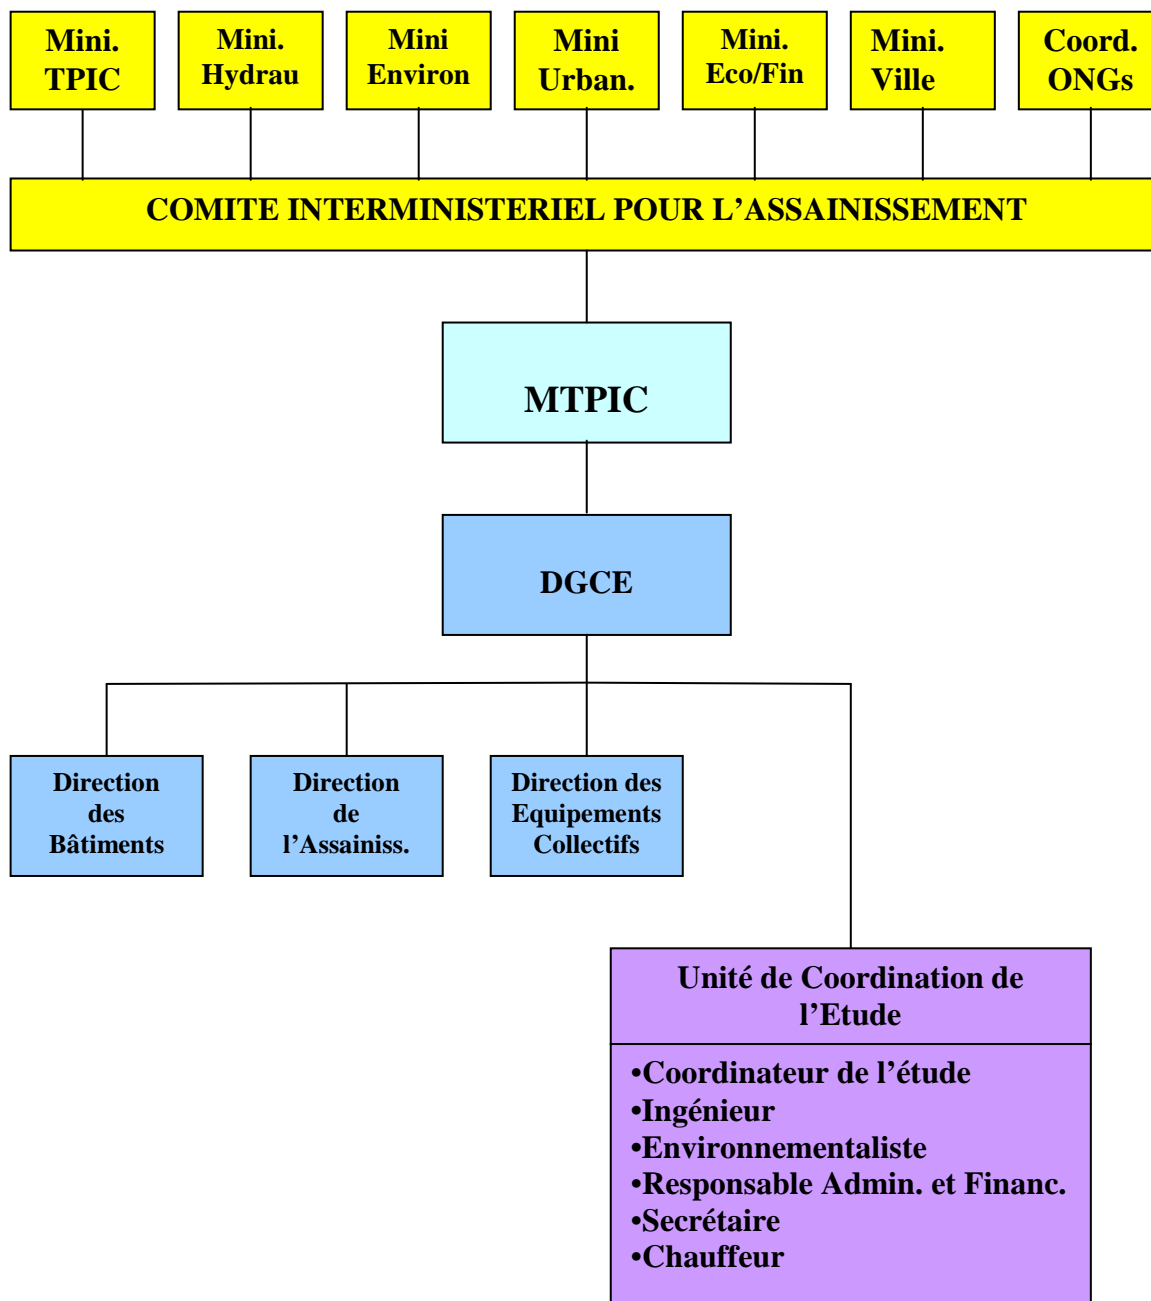 Mini.
TPIC
Mini.
Hydrau
Mini
Environ
Mini
Urban.
Mini.
Eco/Fin
Mini.
Ville
Coord.
ONGs
COMITE INTERMINISTERIEL POUR L’ASSAINISSEMENT
MTPIC
DGCE
Direction
des
Bâtiments
Direction
de
l’Assainiss.
Direction des
Equipements
Collectifs
Unité de Coordination de
l’Etude
•Coordinateur de l’étude
•Ingénieur
•Environnementaliste
•Responsable Admin. et Financ.
•Secrétaire
•Chauffeur